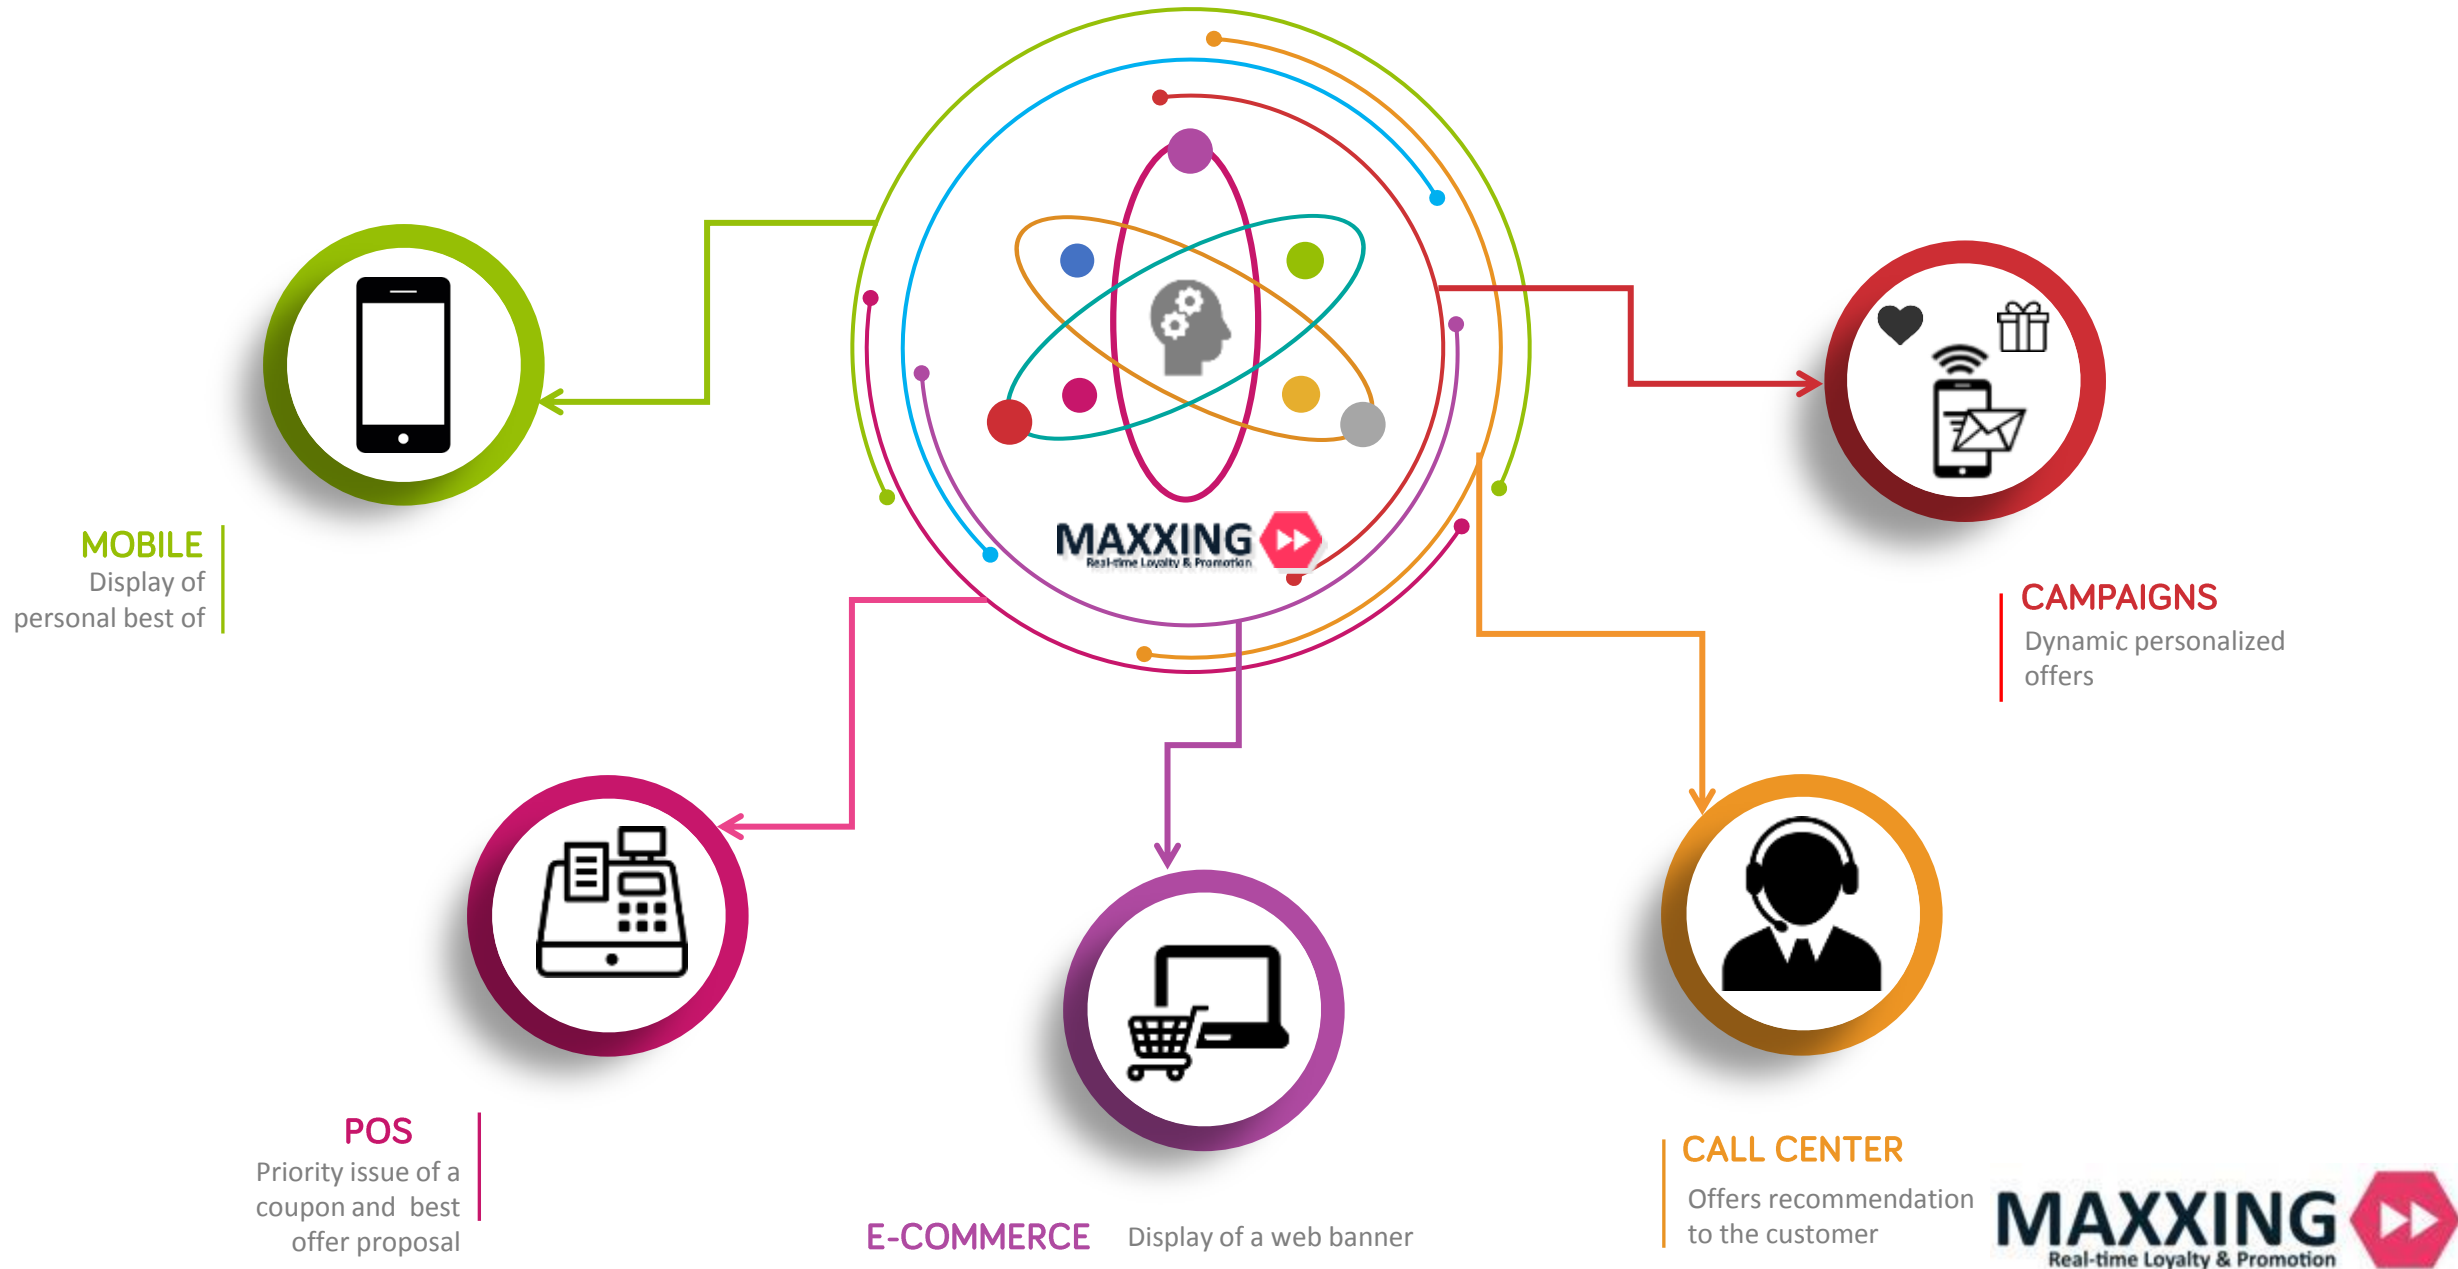 MAXXING
Real-time Loyalty & Promotion
MOBILE
Display of
personal best of
CAMPAIGNS
Dynamic personalized
offers
POS
Priority issue of a
coupon and  best
offer proposal
E-COMMERCE
Display of a web banner
CALL CENTER
Offers recommendation
to the customer
MAXXING
Real-time Loyalty & Promotion